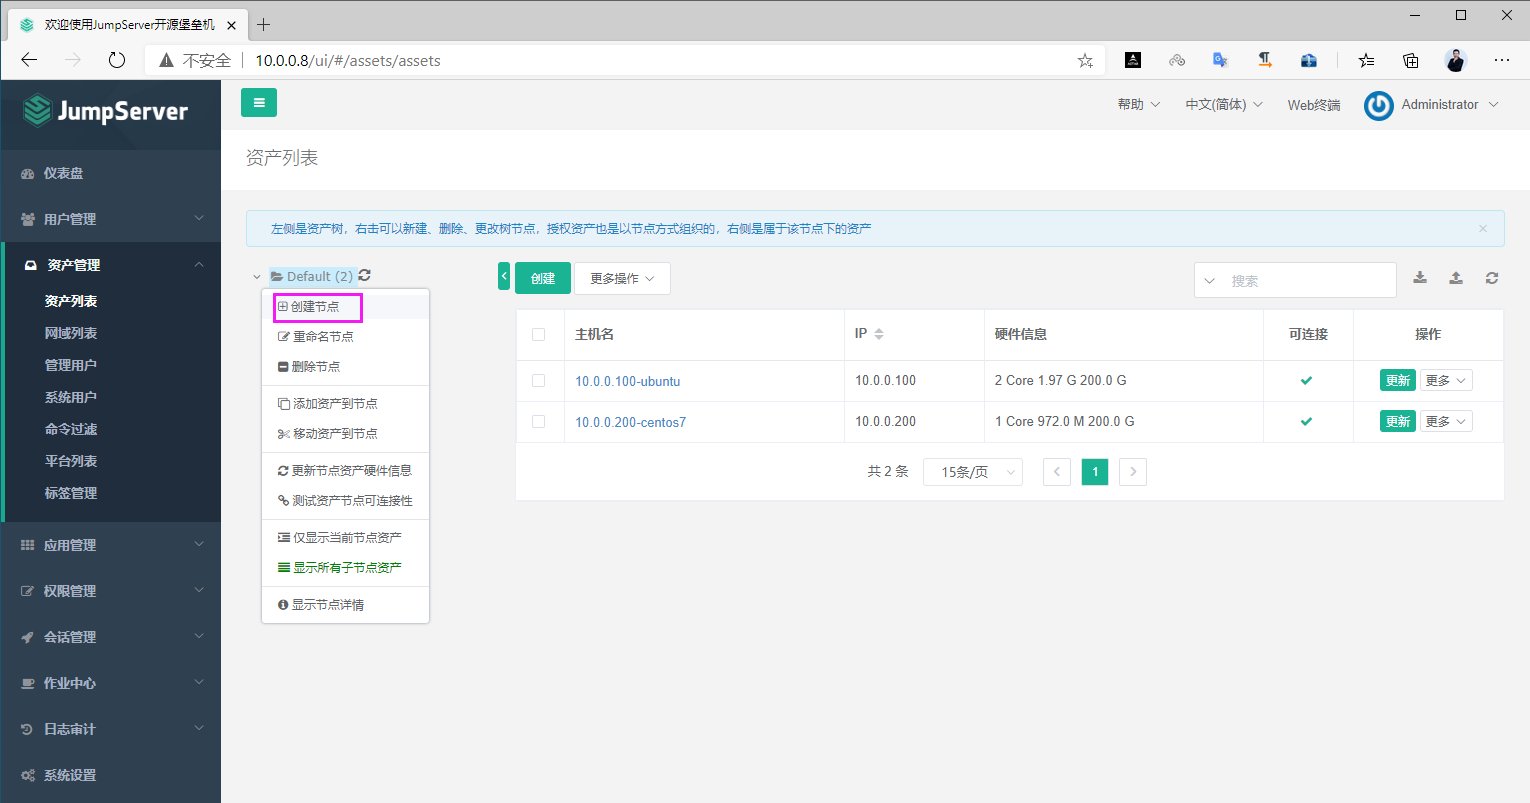 欢迎使用JumpServer开源堡垒机
不安全 10.0.0.8/ui/#/assets/assets
JumpServer
帮助 中文(简体) Web终端 Administrator
仪表盘
用户管理
资产管理
资产列表
网域列表
管理用户
系统用户
命令过滤
平台列表
标签管理
应用管理
权限管理
会话管理
作业中心
日志审计
系统设置
资产列表
左侧是资产树，右击可以新建、删除、更改树节点，授权资产也是以节点方式组织的，右侧是属于该节点下的资产
Default (2)
创建节点
重命名节点
删除节点
添加资产到节点
移动资产到节点
更新节点资产硬件信息
测试资产节点可连接性
仅显示当前节点资产
显示所有子节点资产
显示节点详情
创建 更多操作 搜索
主机名 IP 硬件信息 可连接 操作
10.0.0.100-ubuntu 10.0.0.100 2 Core 1.97 G 200.0 G 更新 更多
10.0.0.200-centos7 10.0.0.200 1 Core 972.0 M 200.0 G 更新 更多
共 2 条 15条/页 1